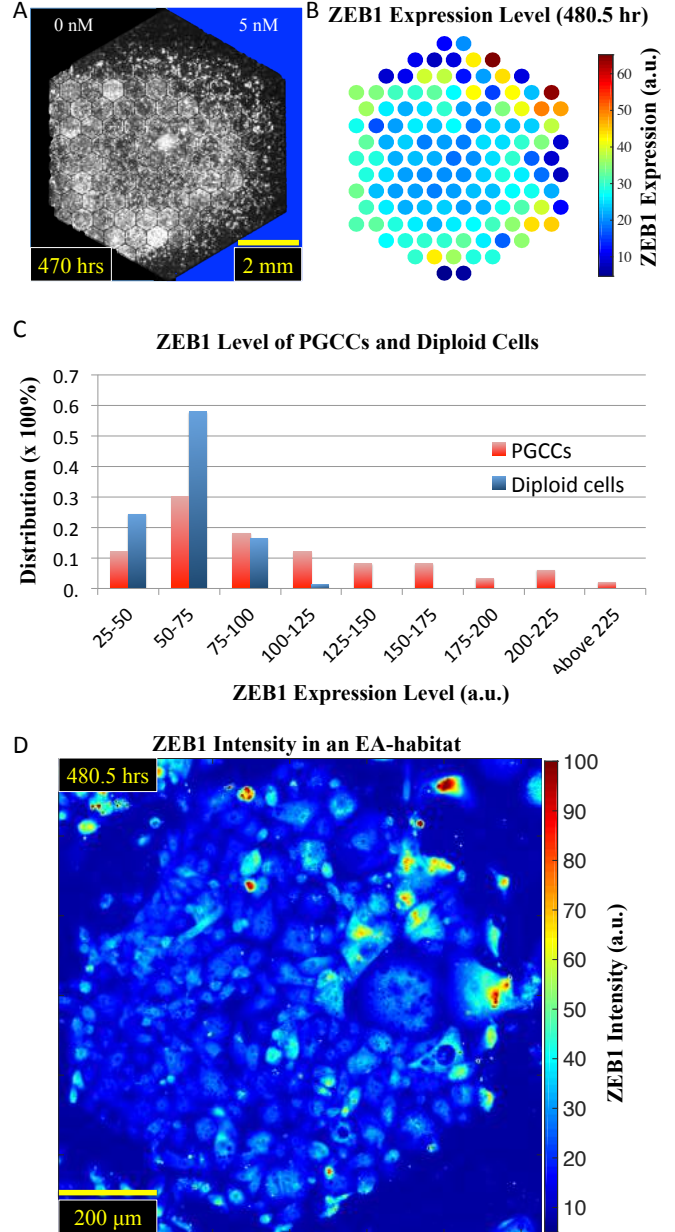 A
0 nM
5 nM
470 hrs
2 mm
B
ZEB1 Expression Level (480.5 hr)
60
50
40
30
20
10
ZEB1 Expression (a.u.)
C
ZEB1 Level of PGCCs and Diploid Cells
Distribution (x 100%)
0.7
0.6
0.5
0.4
0.3
0.2
0.1
0.
PGCCs
Diploid cells
25-50
50-75
75-100
100-125
125-150
150-175
175-200
200-225
Above 225
ZEB1 Expression Level (a.u.)
D
ZEB1 Intensity in an EA-habitat
480.5 hrs
200 μm
100
90
80
70
60
50
40
30
20
10
ZEB1 Intensity (a.u.)